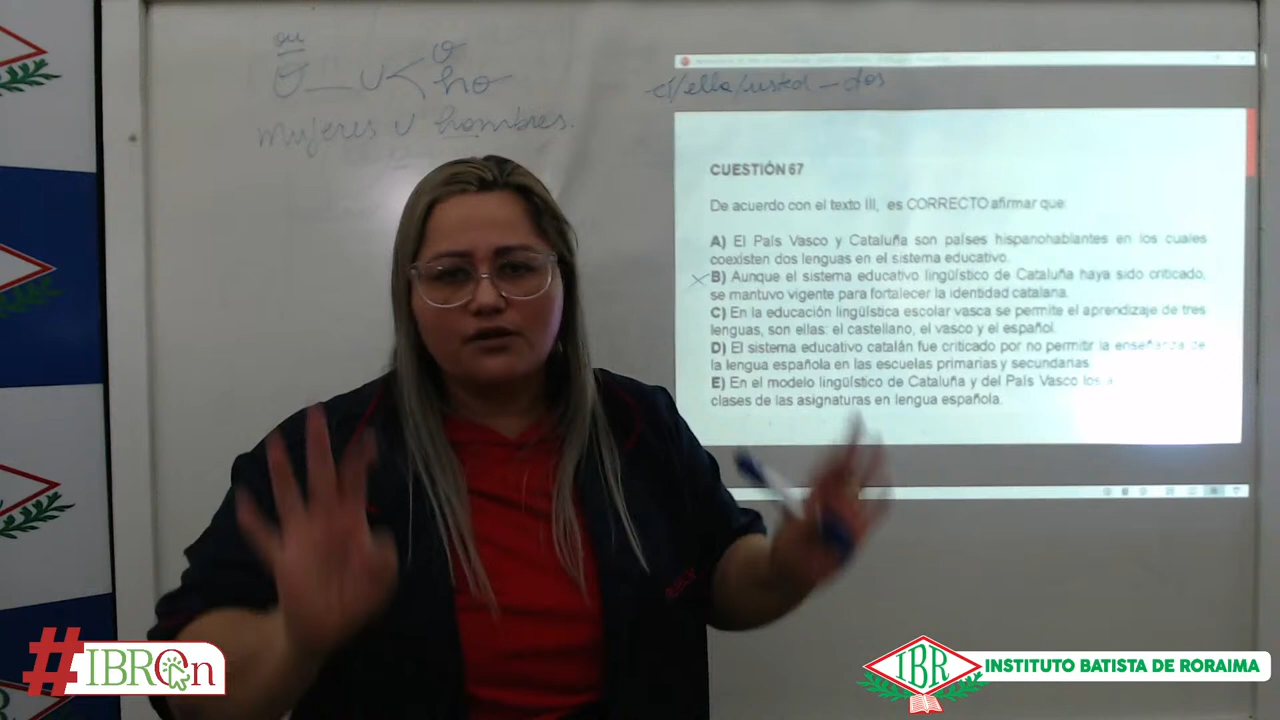 ou
O — u < o
ho
mujeres u hombres.
el/ella/usted - dos
CUESTIÓN 67
De acuerdo con el texto III, es CORRECTO afirmar que:
A) El País Vasco y Cataluña son países hispanohablantes en los cuales
coexisten dos lenguas en el sistema educativo.
B) Aunque el sistema educativo lingüístico de Cataluña haya sido criticado,
se mantuvo vigente para fortalecer la identidad catalana.
C) En la educación lingüística escolar vasca se permite el aprendizaje de tres
lenguas, son ellas: el castellano, el vasco y el español.
D) El sistema educativo catalán fue criticado por no permitir la enseñanza de
la lengua española en las escuelas primarias y secundarias.
E) En el modelo lingüístico de Cataluña y del País Vasco los
clases de las asignaturas en lengua española.
#IBROn
IBR
INSTITUTO BATISTA DE RORAIMA
IBR